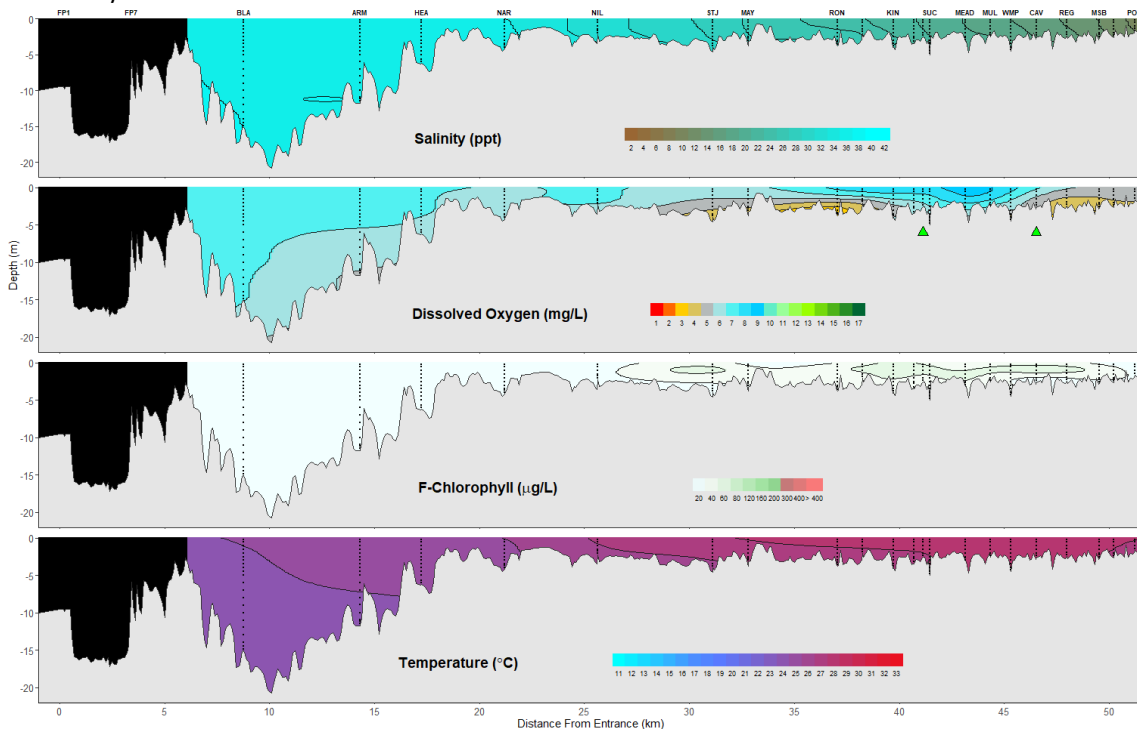 FP1 FP7 BLA ARM HEA NAR NIL STJ MAY RON KIN SUC MEAD MUL WMP CAV REG MSB PO
0
-5
-10
-15
-20
Salinity (ppt)
2 4 6 8 10 12 14 16 18 20 22 24 26 28 30 32 34 36 38 40 42
0
-5
-10
-15
-20
Dissolved Oxygen (mg/L)
1 2 3 4 5 6 7 8 9 10 11 12 13 14 15 16 17
Depth (m)
0
-5
-10
-15
-20
F-Chlorophyll (µg/L)
20 40 60 80 120 160 200 300 400 > 400
0
-5
-10
-15
-20
Temperature (°C)
11 12 13 14 15 16 17 18 19 20 21 22 23 24 25 26 27 28 29 30 31 32 33
0 5 10 15 20 25 30 35 40 45 50
Distance From Entrance (km)